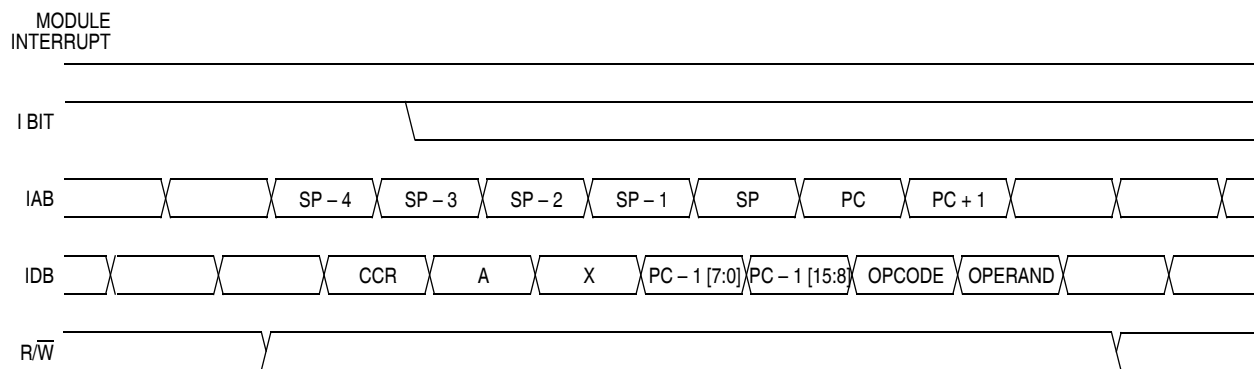 MODULE
INTERRUPT
I BIT
IAB SP – 4 SP – 3 SP – 2 SP – 1 SP PC PC + 1
IDB CCR A X PC – 1 [7:0] PC – 1 [15:8] OPCODE OPERAND
R/W̅